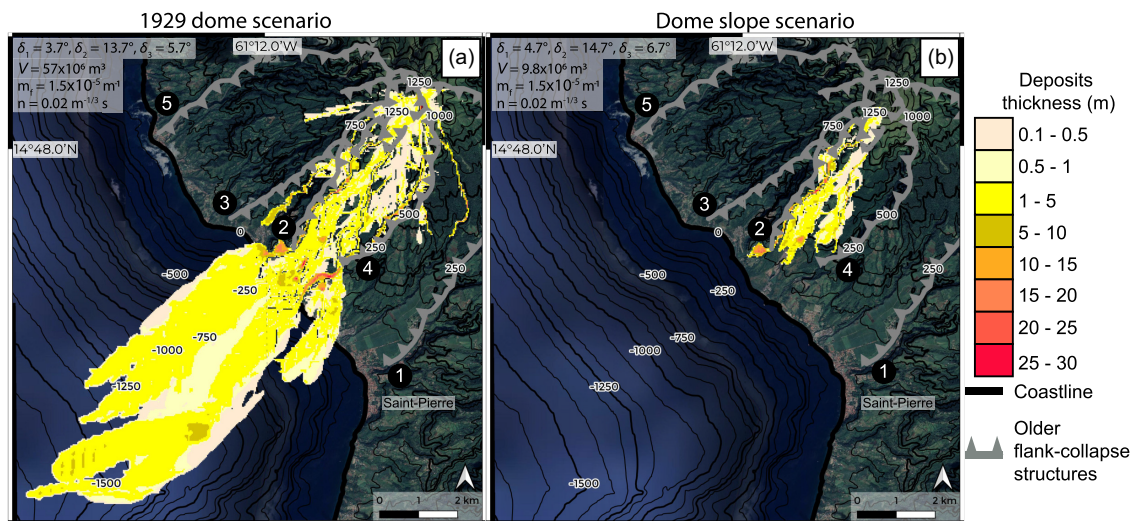 1929 dome scenario
δ₁ = 3.7°, δ₂ = 13.7°, δ₃ = 5.7°
V = 57x10⁶ m³
m_f = 1.5x10⁻⁵ m⁻¹
n = 0.02 m⁻¹ᐟ³ s
61°12.0'W
(a)
14°48.0'N
5
3
2
4
1
1250
1250
1000
750
500
250
250
0
-500
-250
-750
-1000
-1250
-1500
Saint-Pierre
0 1 2 km
Dome slope scenario
δ₁ = 4.7°, δ₂ = 14.7°, δ₃ = 6.7°
V = 9.8x10⁶ m³
m_f = 1.5x10⁻⁵ m⁻¹
n = 0.02 m⁻¹ᐟ³ s
61°12.0'W
(b)
14°48.0'N
5
3
2
4
1
1250
1250
1000
750
500
250
250
0
-500
-250
-750
-1000
-1250
-1500
Saint-Pierre
0 1 2 km
Deposits
thickness (m)
0.1 - 0.5
0.5 - 1
1 - 5
5 - 10
10 - 15
15 - 20
20 - 25
25 - 30
Coastline
Older
flank-collapse
structures